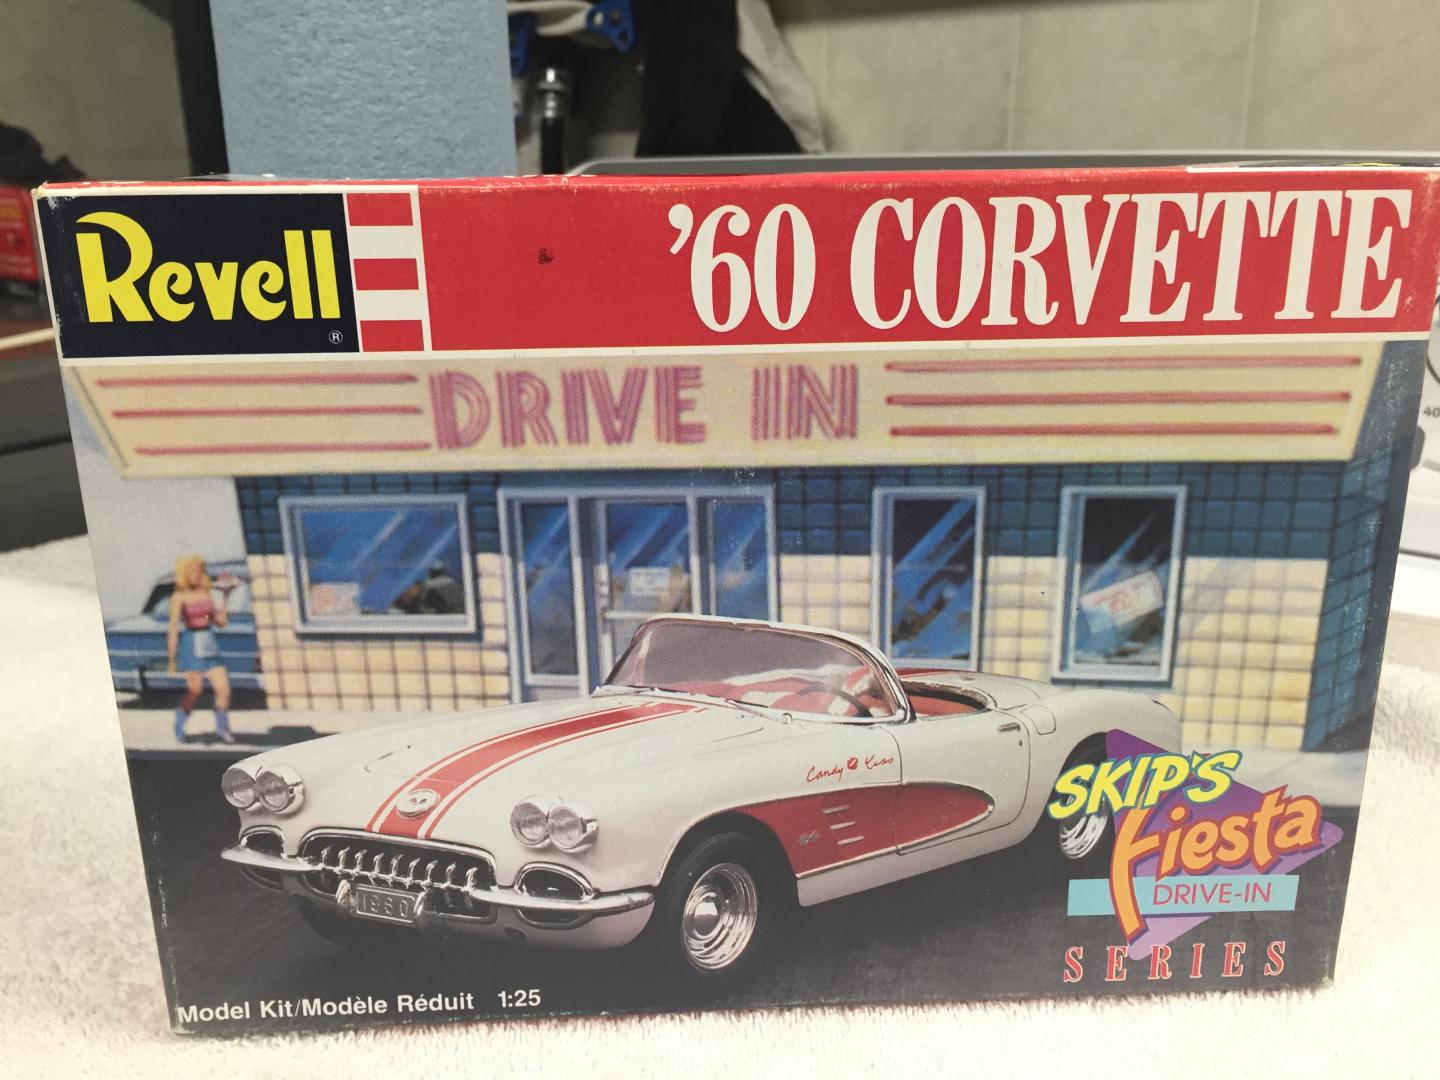 Revell
®
'60 CORVETTE
DRIVE IN
Candy Kiss
1960
SKIP'S
Fiesta
DRIVE-IN
SERIES
Model Kit/Modèle Réduit 1:25
40